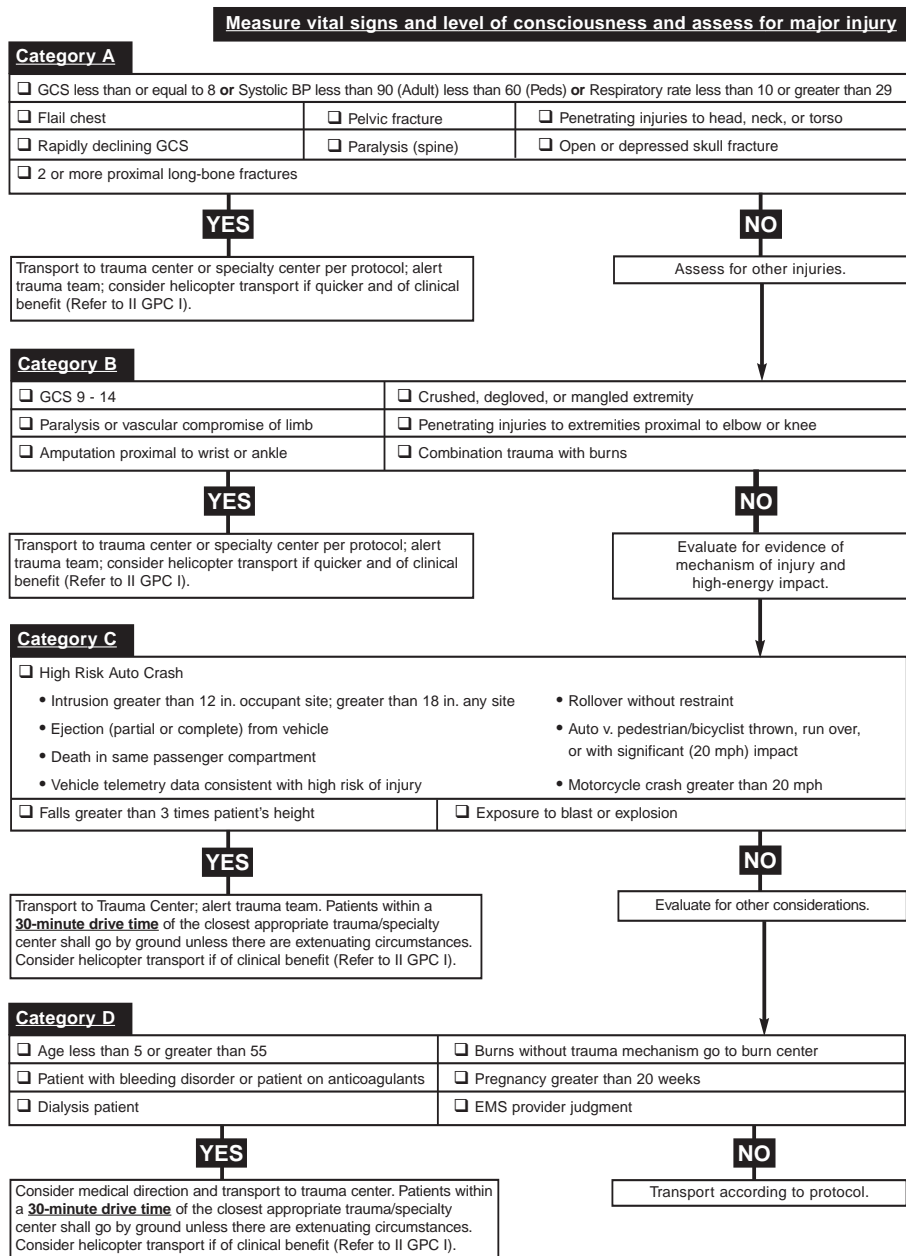 Measure vital signs and level of consciousness and assess for major injury
Category A
❑ GCS less than or equal to 8 or Systolic BP less than 90 (Adult) less than 60 (Peds) or Respiratory rate less than 10 or greater than 29
❑ Flail chest
❑ Pelvic fracture
❑ Penetrating injuries to head, neck, or torso
❑ Rapidly declining GCS
❑ Paralysis (spine)
❑ Open or depressed skull fracture
❑ 2 or more proximal long-bone fractures
YES
NO
Transport to trauma center or specialty center per protocol; alert
trauma team; consider helicopter transport if quicker and of clinical
benefit (Refer to II GPC I).
Assess for other injuries.
Category B
❑ GCS 9 - 14
❑ Crushed, degloved, or mangled extremity
❑ Paralysis or vascular compromise of limb
❑ Penetrating injuries to extremities proximal to elbow or knee
❑ Amputation proximal to wrist or ankle
❑ Combination trauma with burns
YES
NO
Transport to trauma center or specialty center per protocol; alert
trauma team; consider helicopter transport if quicker and of clinical
benefit (Refer to II GPC I).
Evaluate for evidence of
mechanism of injury and
high-energy impact.
Category C
❑ High Risk Auto Crash
• Intrusion greater than 12 in. occupant site; greater than 18 in. any site
• Ejection (partial or complete) from vehicle
• Death in same passenger compartment
• Vehicle telemetry data consistent with high risk of injury
• Rollover without restraint
• Auto v. pedestrian/bicyclist thrown, run over,
or with significant (20 mph) impact
• Motorcycle crash greater than 20 mph
❑ Falls greater than 3 times patient's height
❑ Exposure to blast or explosion
YES
NO
Transport to Trauma Center; alert trauma team. Patients within a
30-minute drive time of the closest appropriate trauma/specialty
center shall go by ground unless there are extenuating circumstances.
Consider helicopter transport if of clinical benefit (Refer to II GPC I).
Evaluate for other considerations.
Category D
❑ Age less than 5 or greater than 55
❑ Burns without trauma mechanism go to burn center
❑ Patient with bleeding disorder or patient on anticoagulants
❑ Pregnancy greater than 20 weeks
❑ Dialysis patient
❑ EMS provider judgment
YES
NO
Consider medical direction and transport to trauma center. Patients within
a 30-minute drive time of the closest appropriate trauma/specialty
center shall go by ground unless there are extenuating circumstances.
Consider helicopter transport if of clinical benefit (Refer to II GPC I).
Transport according to protocol.